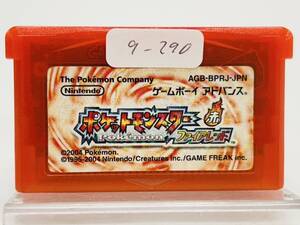 9-290
The Pokémon Company
AGB-BPRJ-JPN
Nintendo
ゲームボーイ アドバンス
ポケットモンスター 赤
POKéMON ファイアレッド
©2004 Pokémon.
©1995-2004 Nintendo/Creatures inc./GAME FREAK inc.